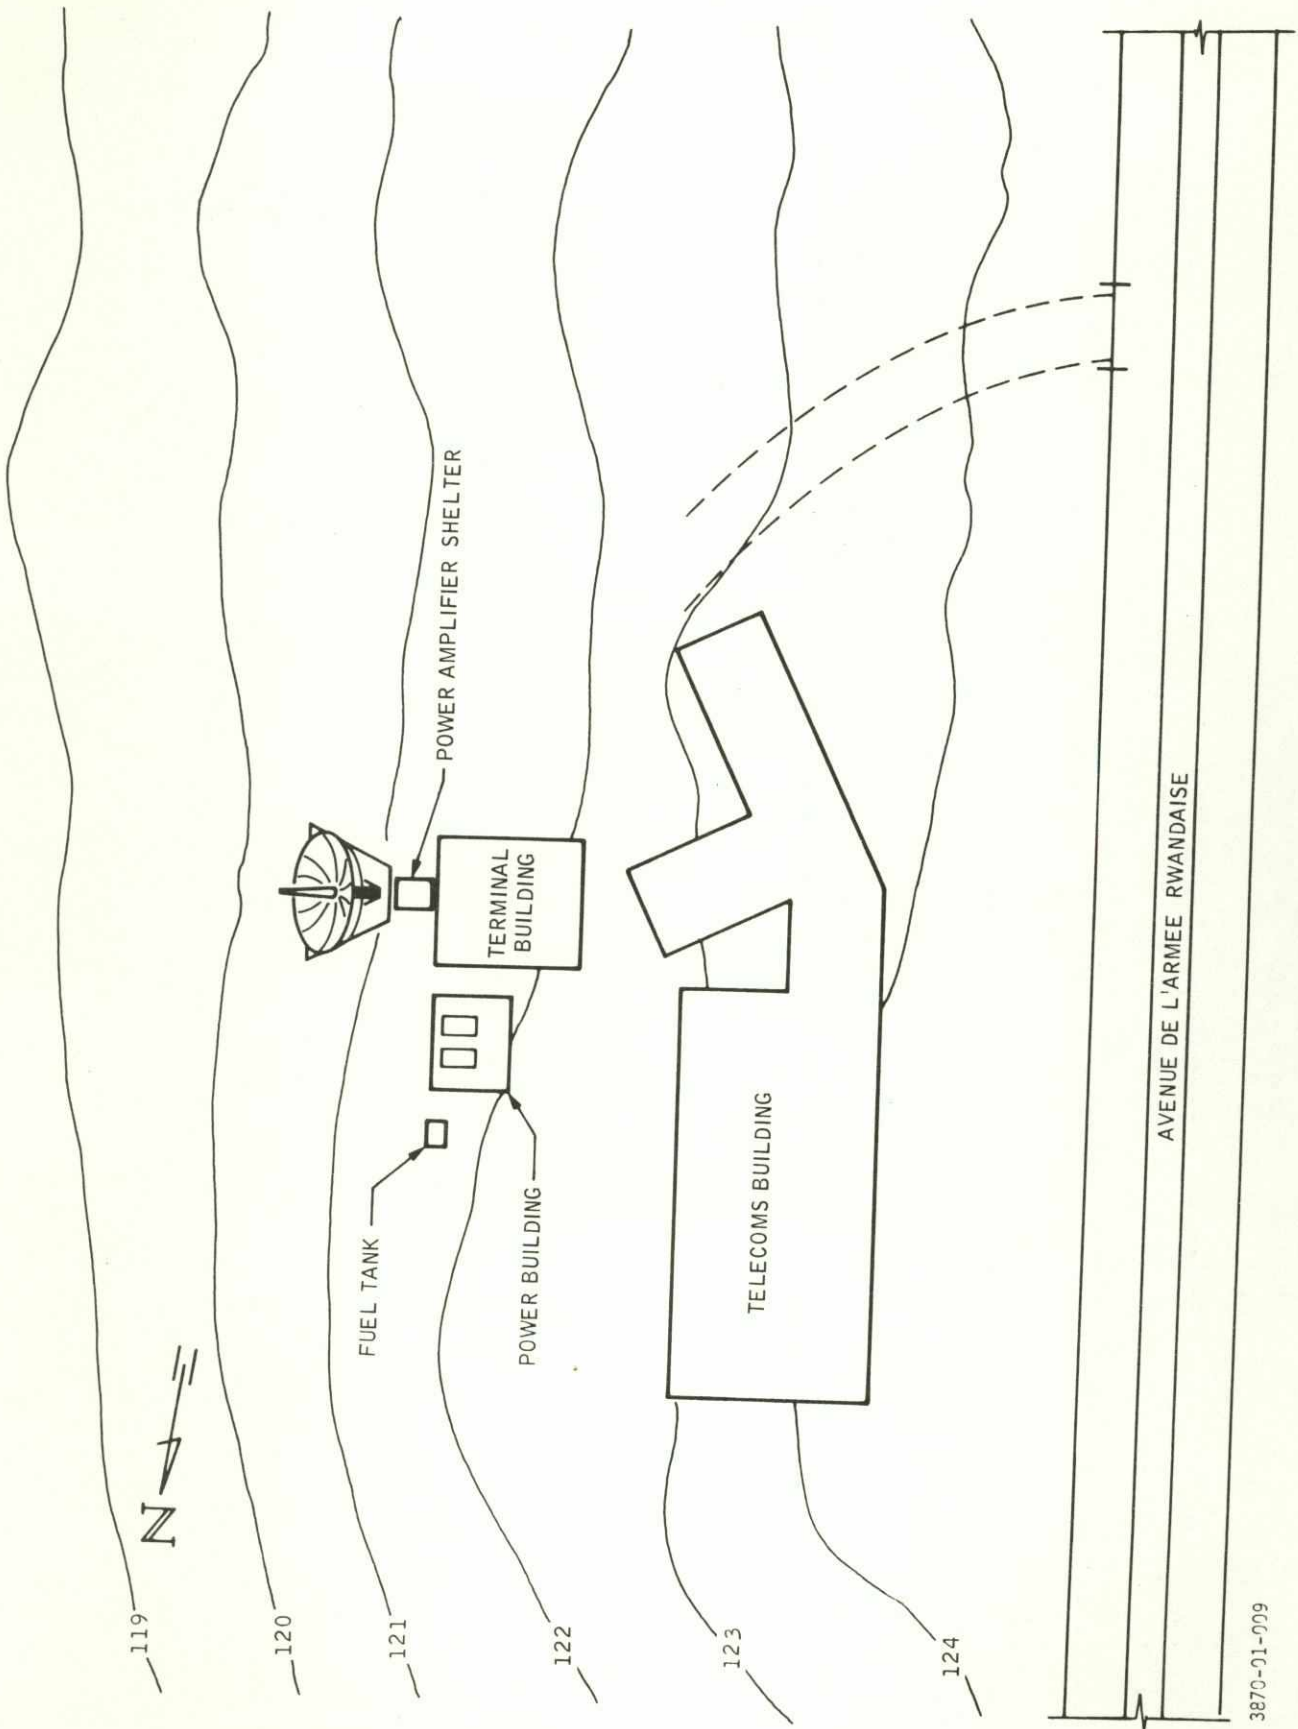 N
119
120
121
122
123
124
FUEL TANK
POWER BUILDING
TERMINAL
BUILDING
POWER AMPLIFIER SHELTER
TELECOMS BUILDING
AVENUE DE L'ARMEE RWANDAISE
3870-01-009